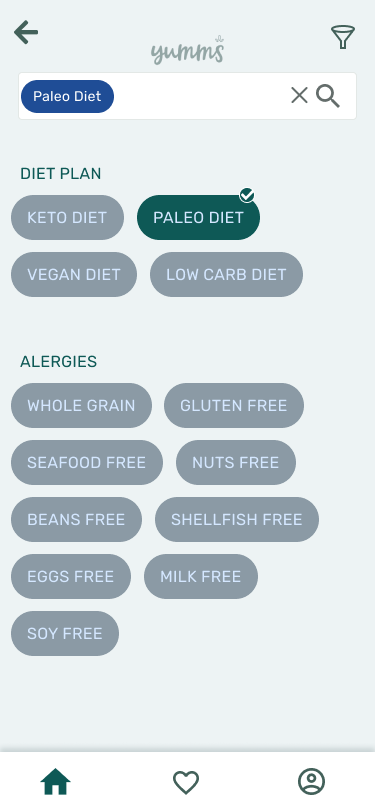 yumms
Paleo Diet
DIET PLAN
KETO DIET
PALEO DIET
VEGAN DIET
LOW CARB DIET
ALERGIES
WHOLE GRAIN
GLUTEN FREE
SEAFOOD FREE
NUTS FREE
BEANS FREE
SHELLFISH FREE
EGGS FREE
MILK FREE
SOY FREE